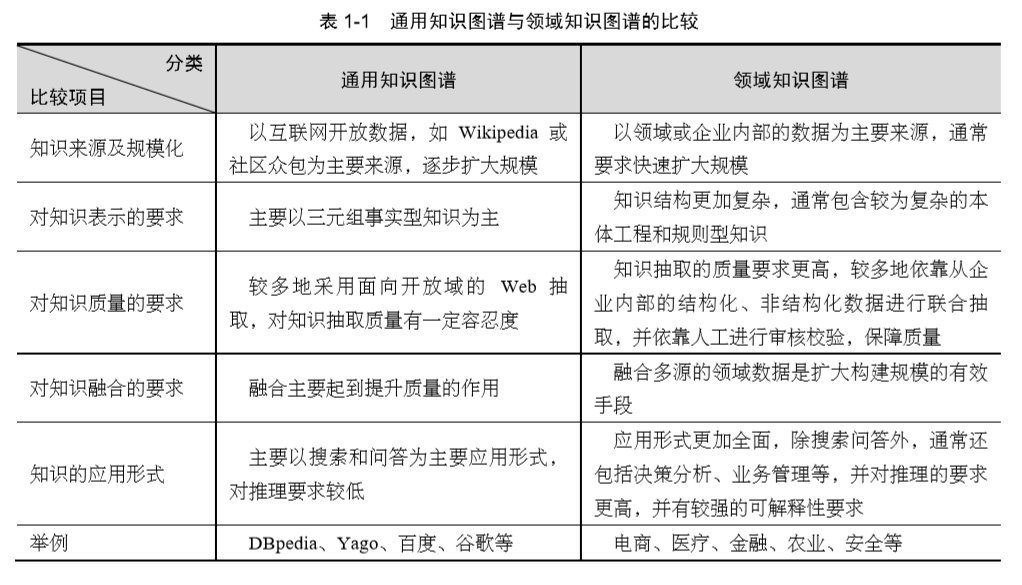 表 1-1 通用知识图谱与领域知识图谱的比较
分类
比较项目
通用知识图谱
领域知识图谱
知识来源及规模化
以互联网开放数据，如 Wikipedia 或
社区众包为主要来源，逐步扩大规模
以领域或企业内部的数据为主要来源，通常
要求快速扩大规模
对知识表示的要求
主要以三元组事实型知识为主
知识结构更加复杂，通常包含较为复杂的本
体工程和规则型知识
对知识质量的要求
较多地采用面向开放域的 Web 抽
取，对知识抽取质量有一定容忍度
知识抽取的质量要求更高，较多地依靠从企
业内部的结构化、非结构化数据进行联合抽
取，并依靠人工进行审核校验，保障质量
对知识融合的要求
融合主要起到提升质量的作用
融合多源的领域数据是扩大构建规模的有效
手段
知识的应用形式
主要以搜索和问答为主要应用形式，
对推理要求较低
应用形式更加全面，除搜索问答外，通常还
包括决策分析、业务管理等，并对推理的要求
更高，并有较强的可解释性要求
举例
DBpedia、Yago、百度、谷歌等
电商、医疗、金融、农业、安全等